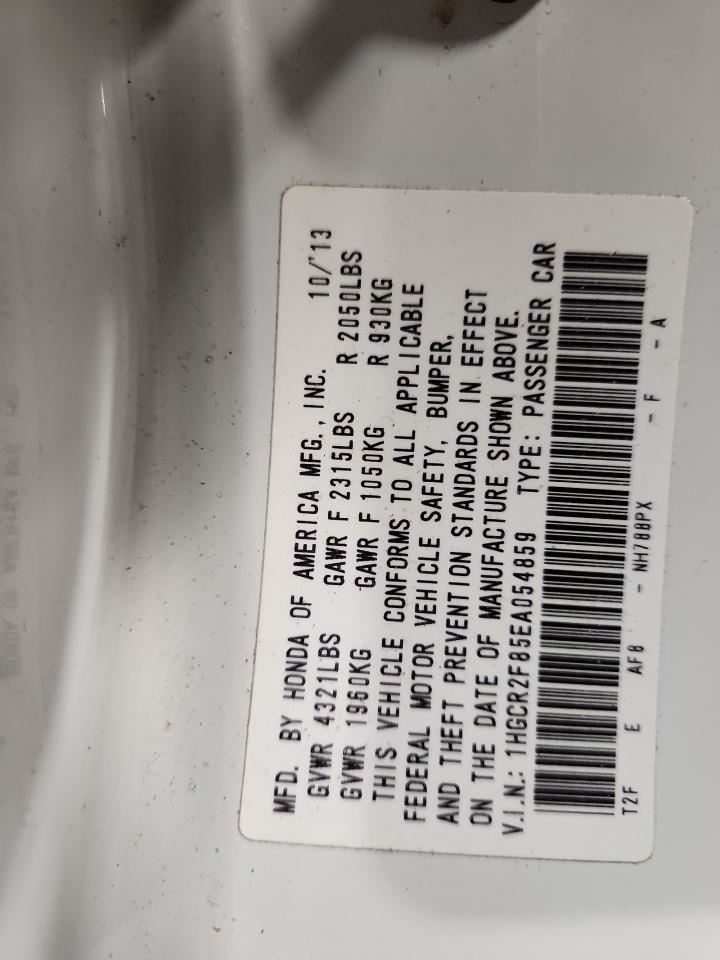 MFD. BY HONDA OF AMERICA MFG., INC. 10/'13
GVWR 4321LBS GAWR F 2315LBS R 2050LBS
GVWR 1960KG GAWR F 1050KG R 930KG
THIS VEHICLE CONFORMS TO ALL APPLICABLE
FEDERAL MOTOR VEHICLE SAFETY, BUMPER,
AND THEFT PREVENTION STANDARDS IN EFFECT
ON THE DATE OF MANUFACTURE SHOWN ABOVE.
V.I.N.: 1HGCR2F85EA054859 TYPE: PASSENGER CAR
T2F E AF8 - NH788PX - F - A